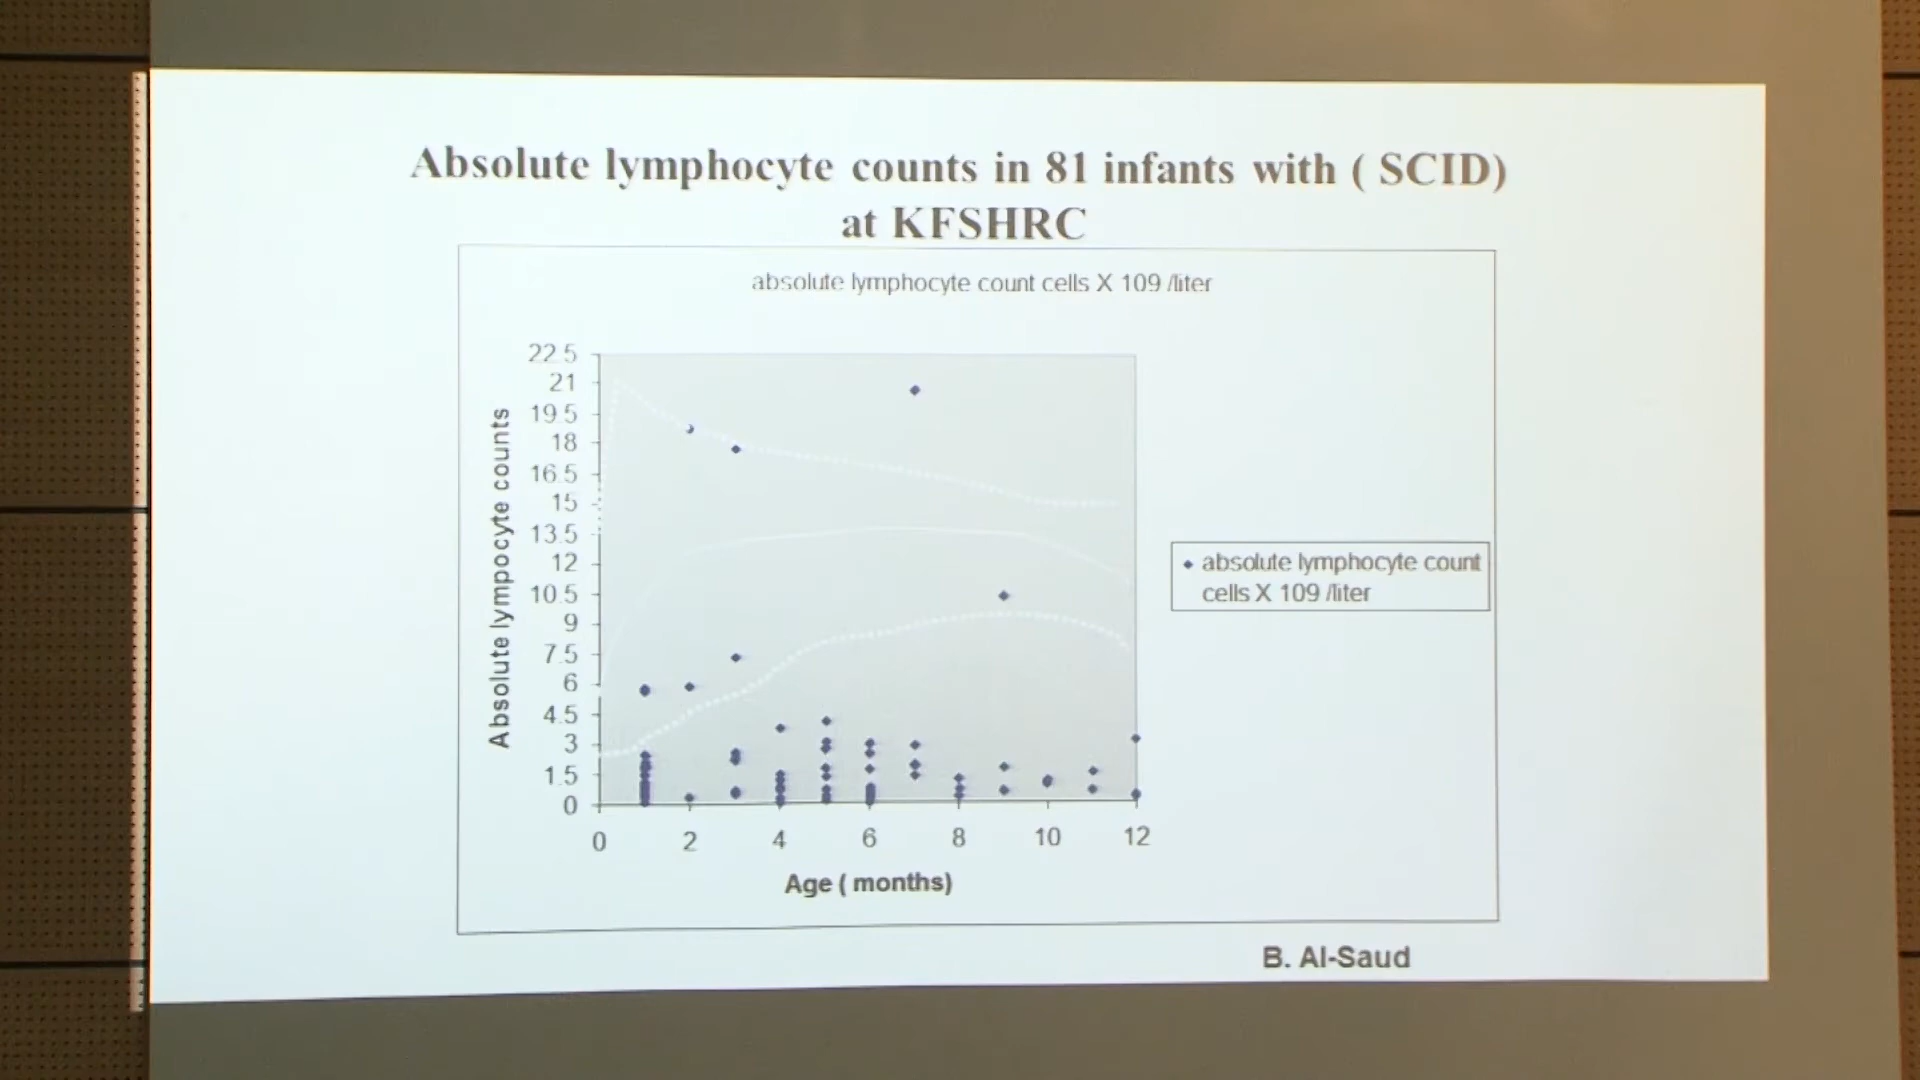 Absolute lymphocyte counts in 81 infants with ( SCID)
at KFSHRC
absolute lymphocyte count cells X 109 /liter
Absolute lympocyte counts
22.5
21
19.5
18
16.5
15
13.5
12
10.5
9
7.5
6
4.5
3
1.5
0
0 2 4 6 8 10 12
Age ( months)
absolute lymphocyte count
cells X 109 /liter
B. Al-Saud